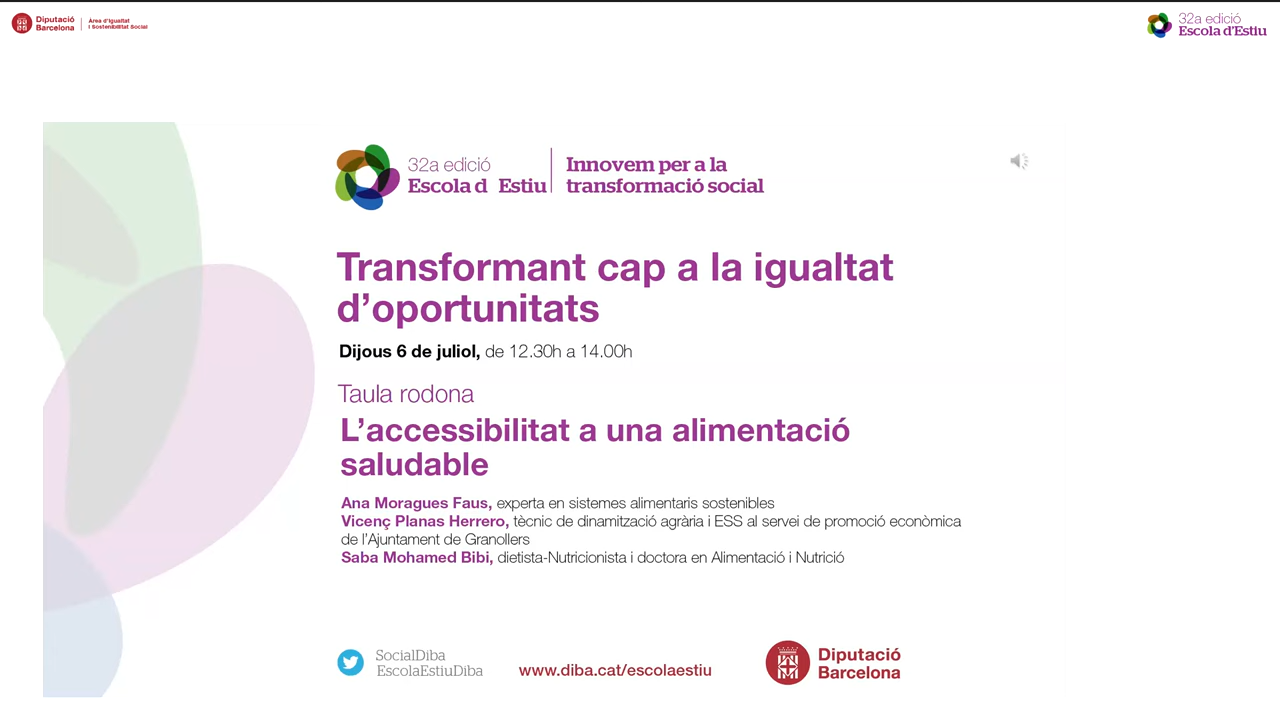 Diputació
Barcelona
Àrea d'Igualtat
i Sostenibilitat Social
32a edició
Escola d'Estiu
32a edició
Escola d Estiu
Innovem per a la
transformació social
Transformant cap a la igualtat
d'oportunitats
Dijous 6 de juliol, de 12.30h a 14.00h
Taula rodona
L'accessibilitat a una alimentació
saludable
Ana Moragues Faus, experta en sistemes alimentaris sostenibles
Vicenç Planas Herrero, tècnic de dinamització agrària i ESS al servei de promoció econòmica
de l'Ajuntament de Granollers
Saba Mohamed Bibi, dietista-Nutricionista i doctora en Alimentació i Nutrició
SocialDiba
EscolaEstiuDiba
www.diba.cat/escolaestiu
Diputació
Barcelona